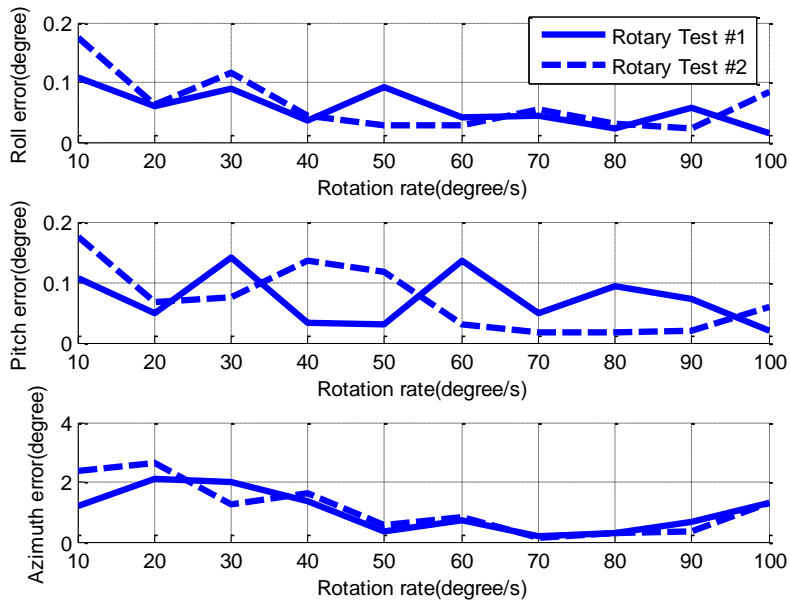 Roll error(degree)
0.2
0.1
0
10 20 30 40 50 60 70 80 90 100
Rotation rate(degree/s)
Rotary Test #1
Rotary Test #2
Pitch error(degree)
0.2
0.1
0
10 20 30 40 50 60 70 80 90 100
Rotation rate(degree/s)
Azimuth error(degree)
4
2
0
10 20 30 40 50 60 70 80 90 100
Rotation rate(degree/s)